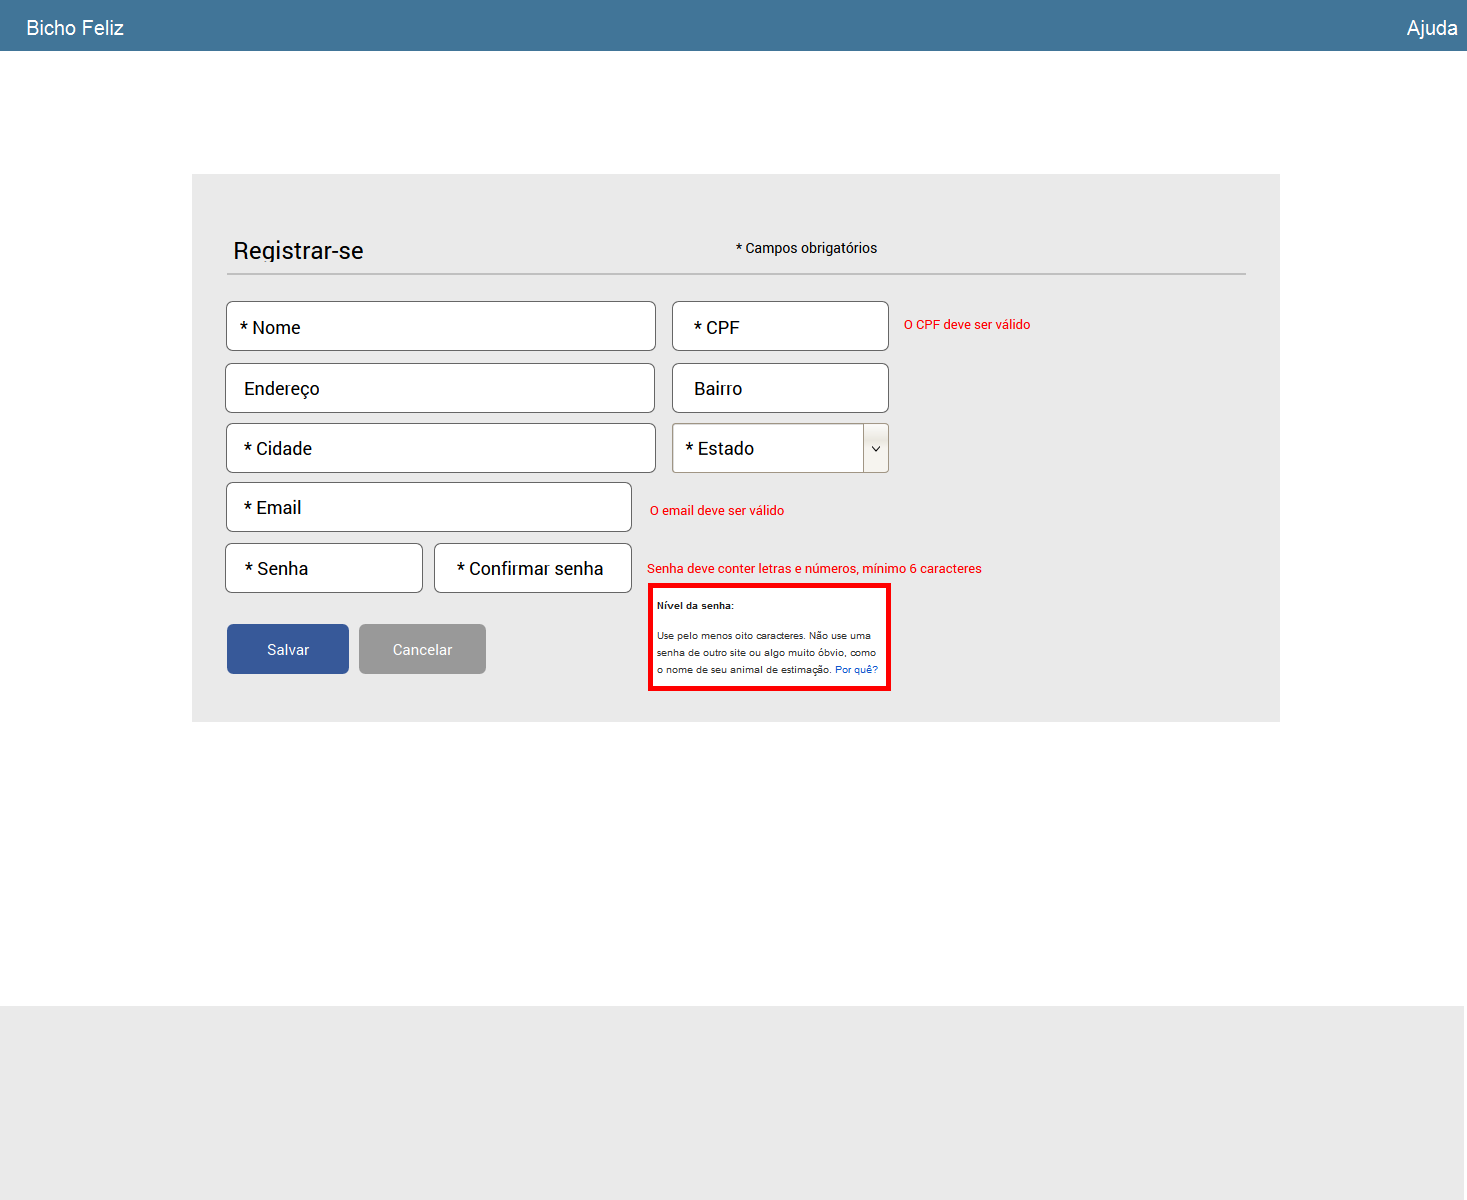 Bicho Feliz
Ajuda
Registrar-se
* Campos obrigatórios
* Nome
* CPF
O CPF deve ser válido
Endereço
Bairro
* Cidade
* Estado
* Email
O email deve ser válido
* Senha
* Confirmar senha
Senha deve conter letras e números, mínimo 6 caracteres
Nível da senha:
Use pelo menos oito caracteres. Não use uma
senha de outro site ou algo muito óbvio, como
o nome de seu animal de estimação. Por quê?
Salvar
Cancelar